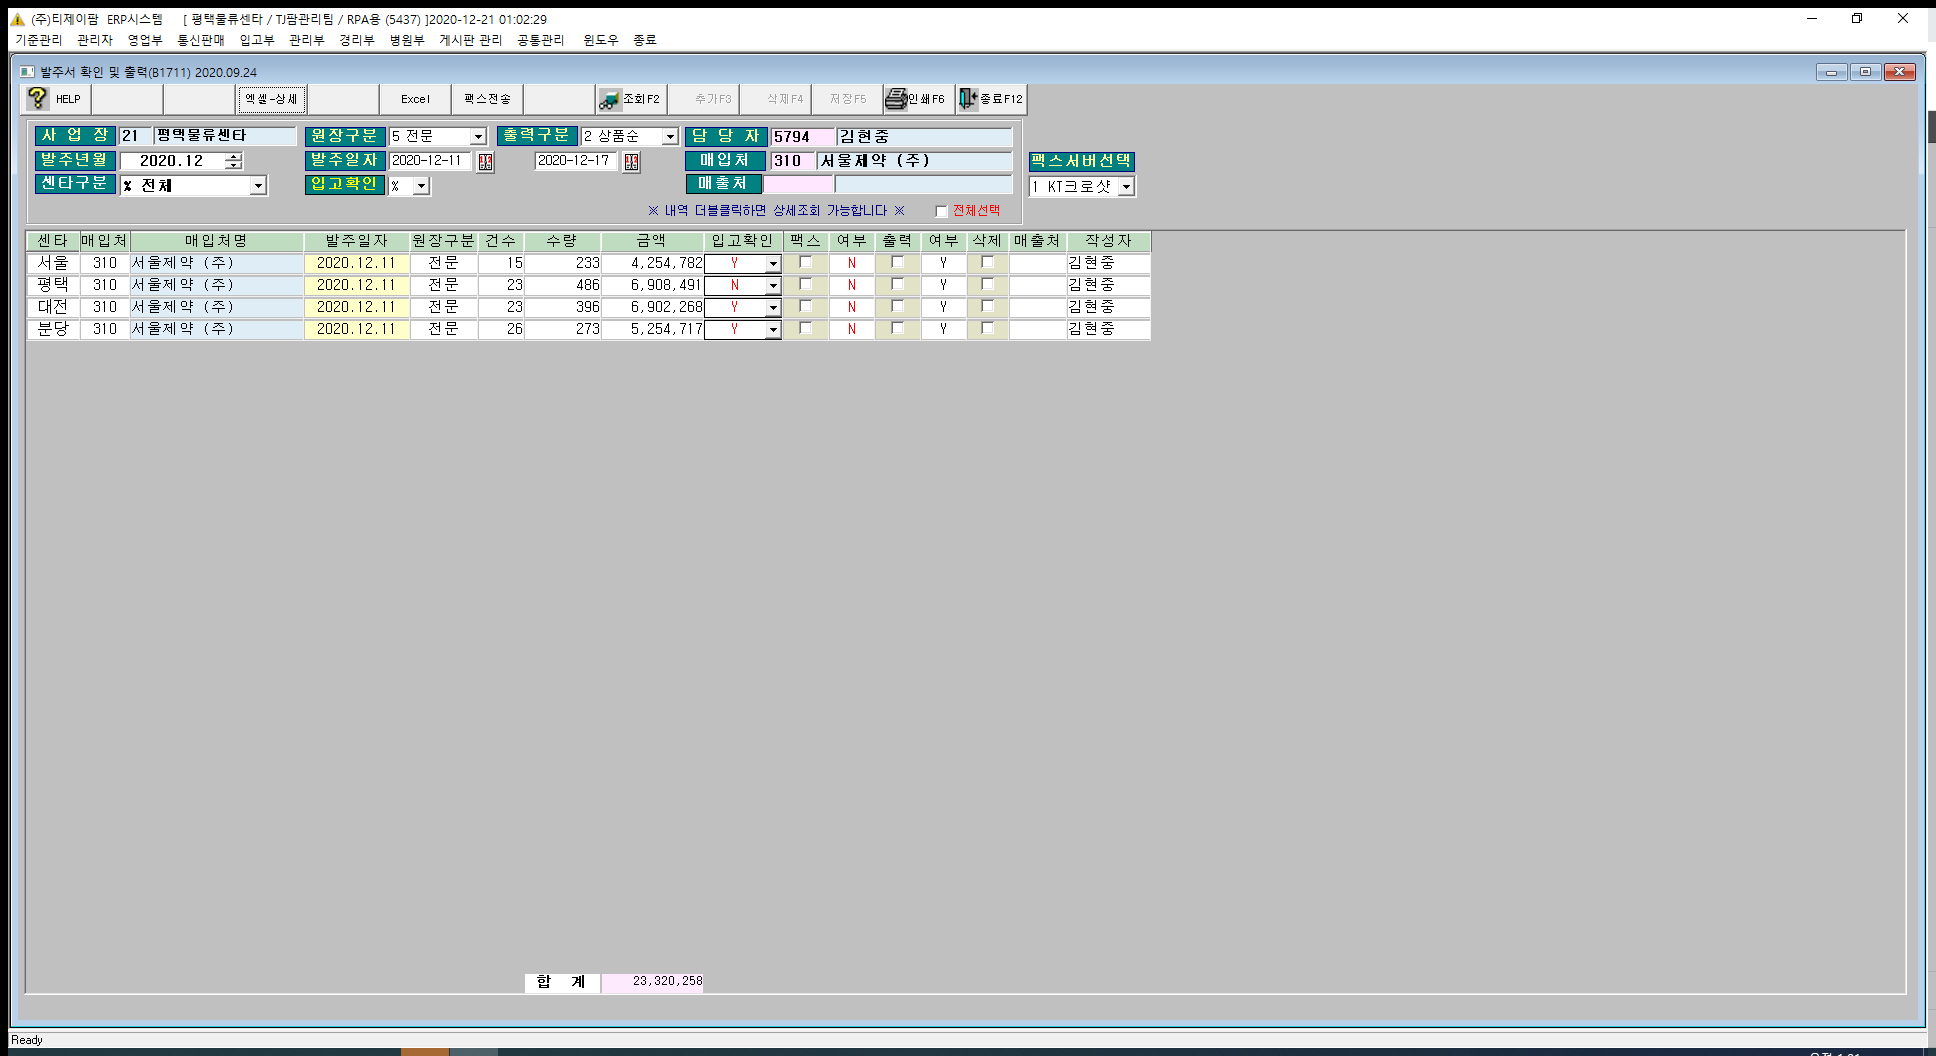 (주)티제이팜 ERP시스템 [ 평택물류센타 / TJ팜관리팀 / RPA용 (5437) ]2020-12-21 01:02:29
기준관리 관리자 영업부 통신판매 입고부 관리부 경리부 병원부 게시판 관리 공통관리 윈도우 종료
발주서 확인 및 출력(B1711) 2020.09.24
HELP 엑셀-상세 Excel 팩스전송 조회F2 추가F3 삭제F4 저장F5 인쇄F6 종료F12
사 업 장 21 평택물류센타 원장구분 5 전문 출력구분 2 상품순 담 당 자 5794 김현중
발주년월 2020.12 발주일자 2020-12-11 2020-12-17 매입처 310 서울제약 (주) 팩스서버선택
센타구분 % 전체 입고확인 % 매출처 1 KT크로샷
※ 내역 더블클릭하면 상세조회 가능합니다 ※ 전체선택
센타 매입처 매입처명 발주일자 원장구분 건수 수량 금액 입고확인 팩스 여부 출력 여부 삭제 매출처 작성자
서울 310 서울제약 (주) 2020.12.11 전문 15 233 4,254,782 Y N Y 김현중
평택 310 서울제약 (주) 2020.12.11 전문 23 486 6,908,491 N N Y 김현중
대전 310 서울제약 (주) 2020.12.11 전문 23 396 6,902,268 Y N Y 김현중
분당 310 서울제약 (주) 2020.12.11 전문 26 273 5,254,717 Y N Y 김현중
합 계 23,320,258
Ready